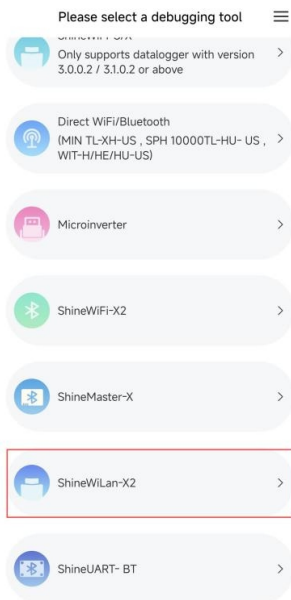 Please select a debugging tool
Only supports datalogger with version
3.0.0.2 / 3.1.0.2 or above
Direct WiFi/Bluetooth
(MIN TL-XH-US , SPH 10000TL-HU- US ,
WIT-H/HE/HU-US)
Microinverter
ShineWiFi-X2
ShineMaster-X
ShineWiLan-X2
ShineUART- BT